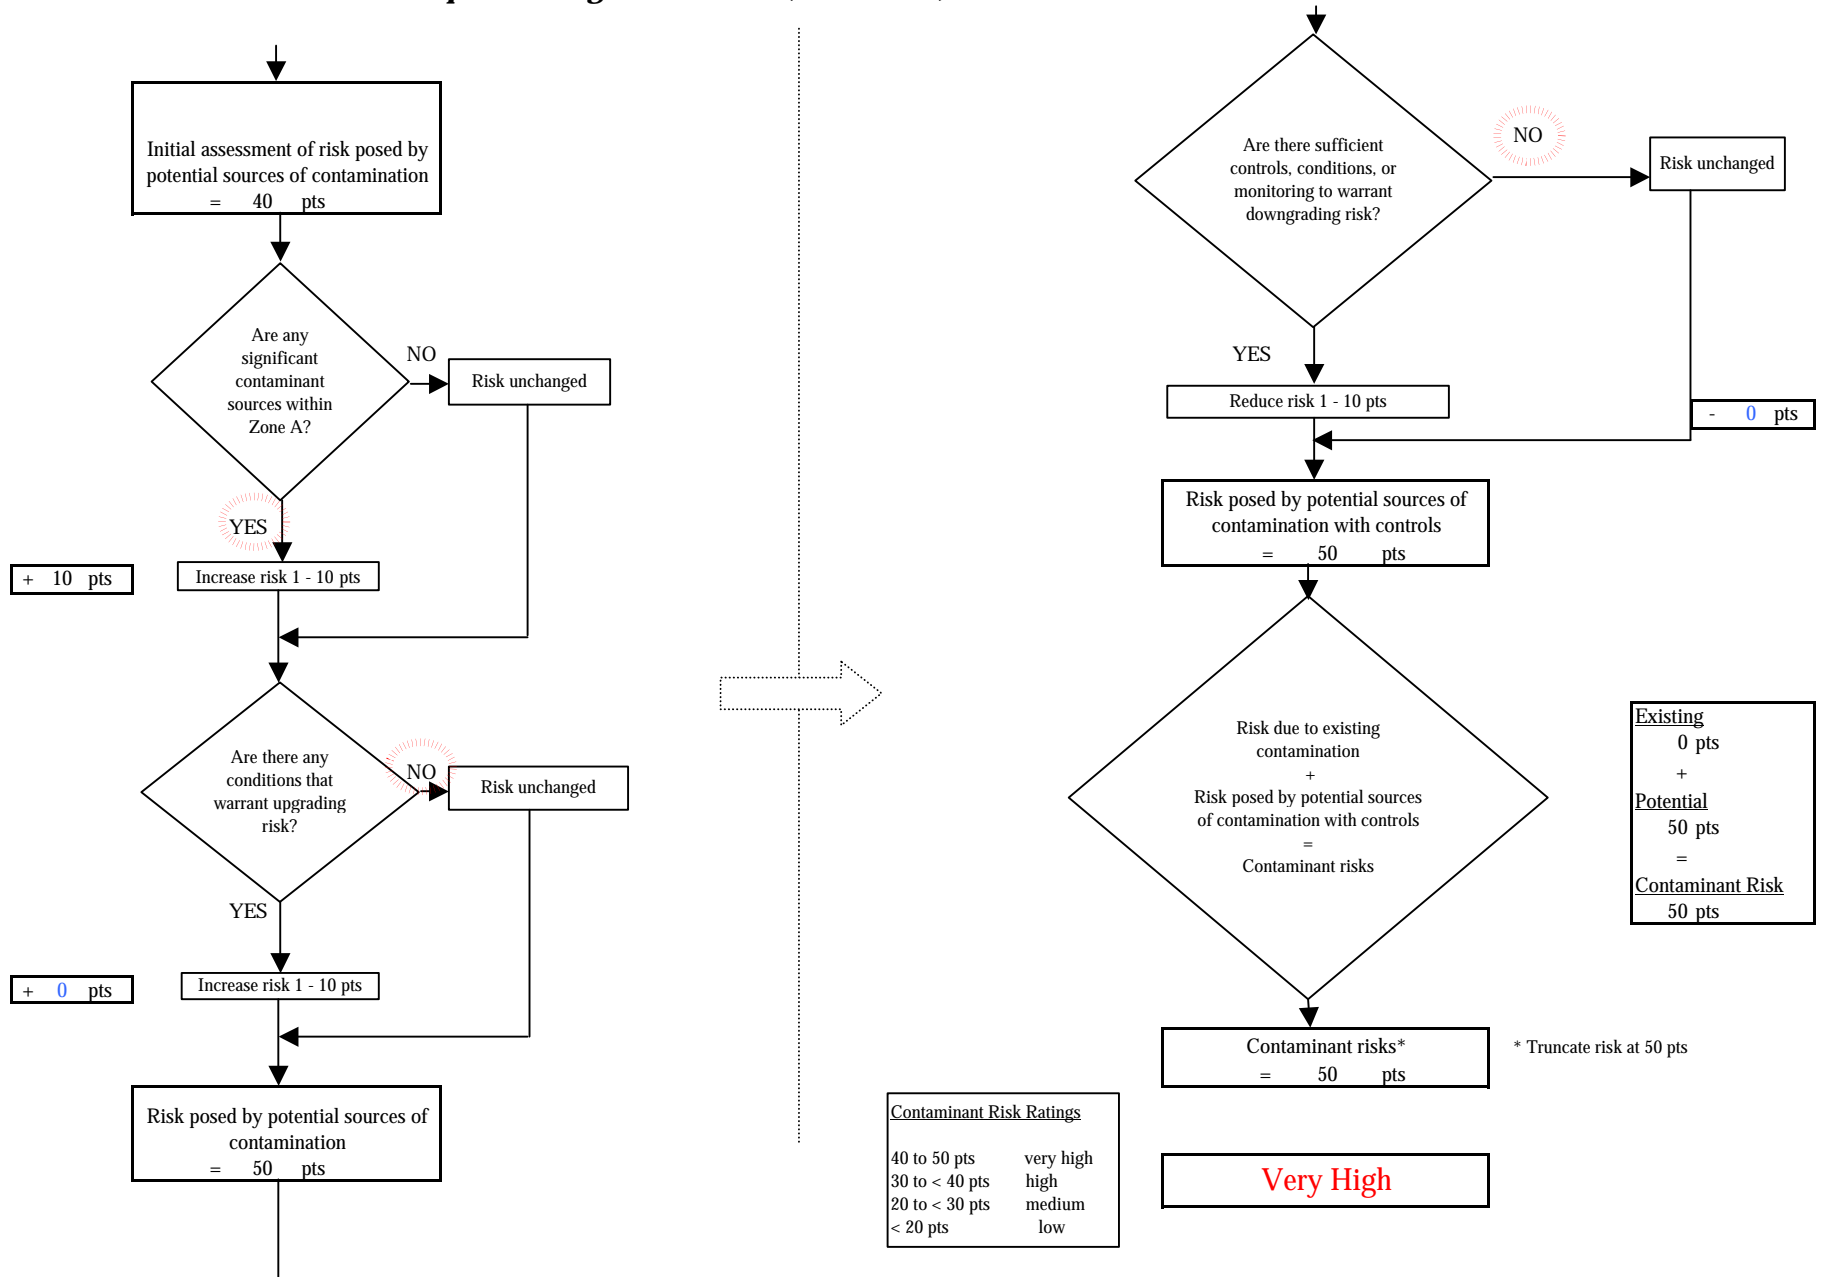 Initial assessment of risk posed by
potential sources of contamination
= 40 pts
Are any
significant
contaminant
sources within
Zone A?
NO
Risk unchanged
YES
+ 10 pts
Increase risk 1 - 10 pts
Are there any
conditions that
warrant upgrading
risk?
NO
Risk unchanged
YES
+ 0 pts
Increase risk 1 - 10 pts
Risk posed by potential sources of
contamination
= 50 pts
Are there sufficient
controls, conditions, or
monitoring to warrant
downgrading risk?
NO
Risk unchanged
YES
Reduce risk 1 - 10 pts
- 0 pts
Risk posed by potential sources of
contamination with controls
= 50 pts
Risk due to existing
contamination
+
Risk posed by potential sources
of contamination with controls
=
Contaminant risks
Existing
0 pts
+
Potential
50 pts
=
Contaminant Risk
50 pts
Contaminant risks*
= 50 pts
* Truncate risk at 50 pts
Contaminant Risk Ratings
40 to 50 pts very high
30 to < 40 pts high
20 to < 30 pts medium
< 20 pts low
Very High